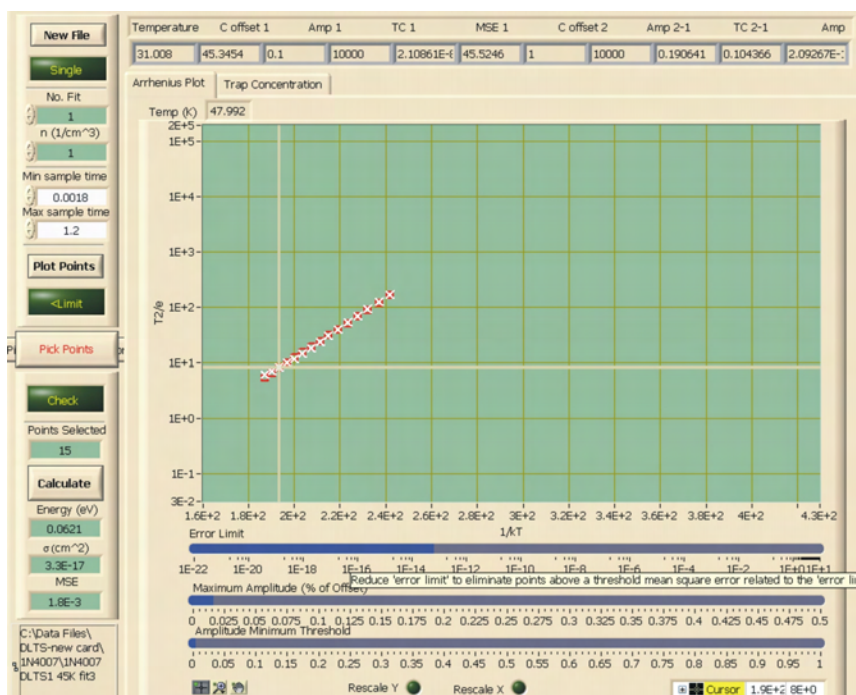 New File
Single
No. Fit
1
n (1/cm^3)
1
Min sample time
0.0018
Max sample time
1.2
Plot Points
<Limit
Pick Points
Check
Points Selected
15
Calculate
Energy (eV)
0.0621
σ(cm^2)
3.3E-17
MSE
1.8E-3
C:\Data Files\
DLTS-new card\
1N4007\1N4007
DLTS1 45K fit3
Temperature C offset 1 Amp 1 TC 1 MSE 1 C offset 2 Amp 2-1 TC 2-1 Amp
31.008 45.3454 0.1 10000 2.10861E-8 45.5246 1 10000 0.190641 0.104366 2.09267E-
Arrhenius Plot Trap Concentration
Temp (K) 47.992
2E+5
1E+5
1E+4
1E+3
1E+2
1E+1
1E+0
1E-1
3E-2
T2/e
1.6E+2 1.8E+2 2E+2 2.2E+2 2.4E+2 2.6E+2 2.8E+2 3E+2 3.2E+2 3.4E+2 3.6E+2 3.8E+2 4E+2 4.3E+2
1/kT
Error Limit
1E-22 1E-20 1E-18 1E-16 1E-14 1E-12 1E-10 1E-8 1E-6 1E-4 1E-2 1E+0 1E+1
Reduce 'error limit' to eliminate points above a threshold mean square error related to the 'error li
Maximum Amplitude (% of Offset)
0 0.025 0.05 0.075 0.1 0.125 0.15 0.175 0.2 0.225 0.25 0.275 0.3 0.325 0.35 0.375 0.4 0.425 0.45 0.475 0.5
Amplitude Minimum Threshold
0 0.05 0.1 0.15 0.2 0.25 0.3 0.35 0.4 0.45 0.5 0.55 0.6 0.65 0.7 0.75 0.8 0.85 0.9 0.95 1
Rescale Y Rescale X Cursor 1.9E+2 8E+0